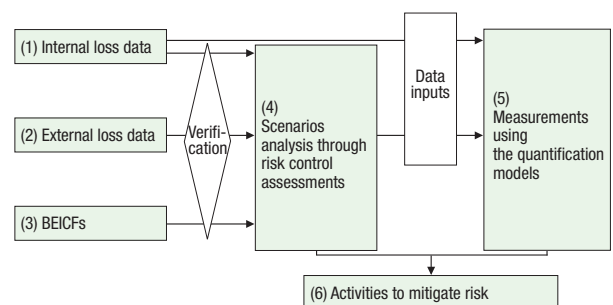 (1) Internal loss data
(2) External loss data
(3) BEICFs
Verifi-
cation
(4)
Scenarios
analysis through
risk control
assessments
Data
inputs
(5)
Measurements
using
the quantification
models
(6) Activities to mitigate risk